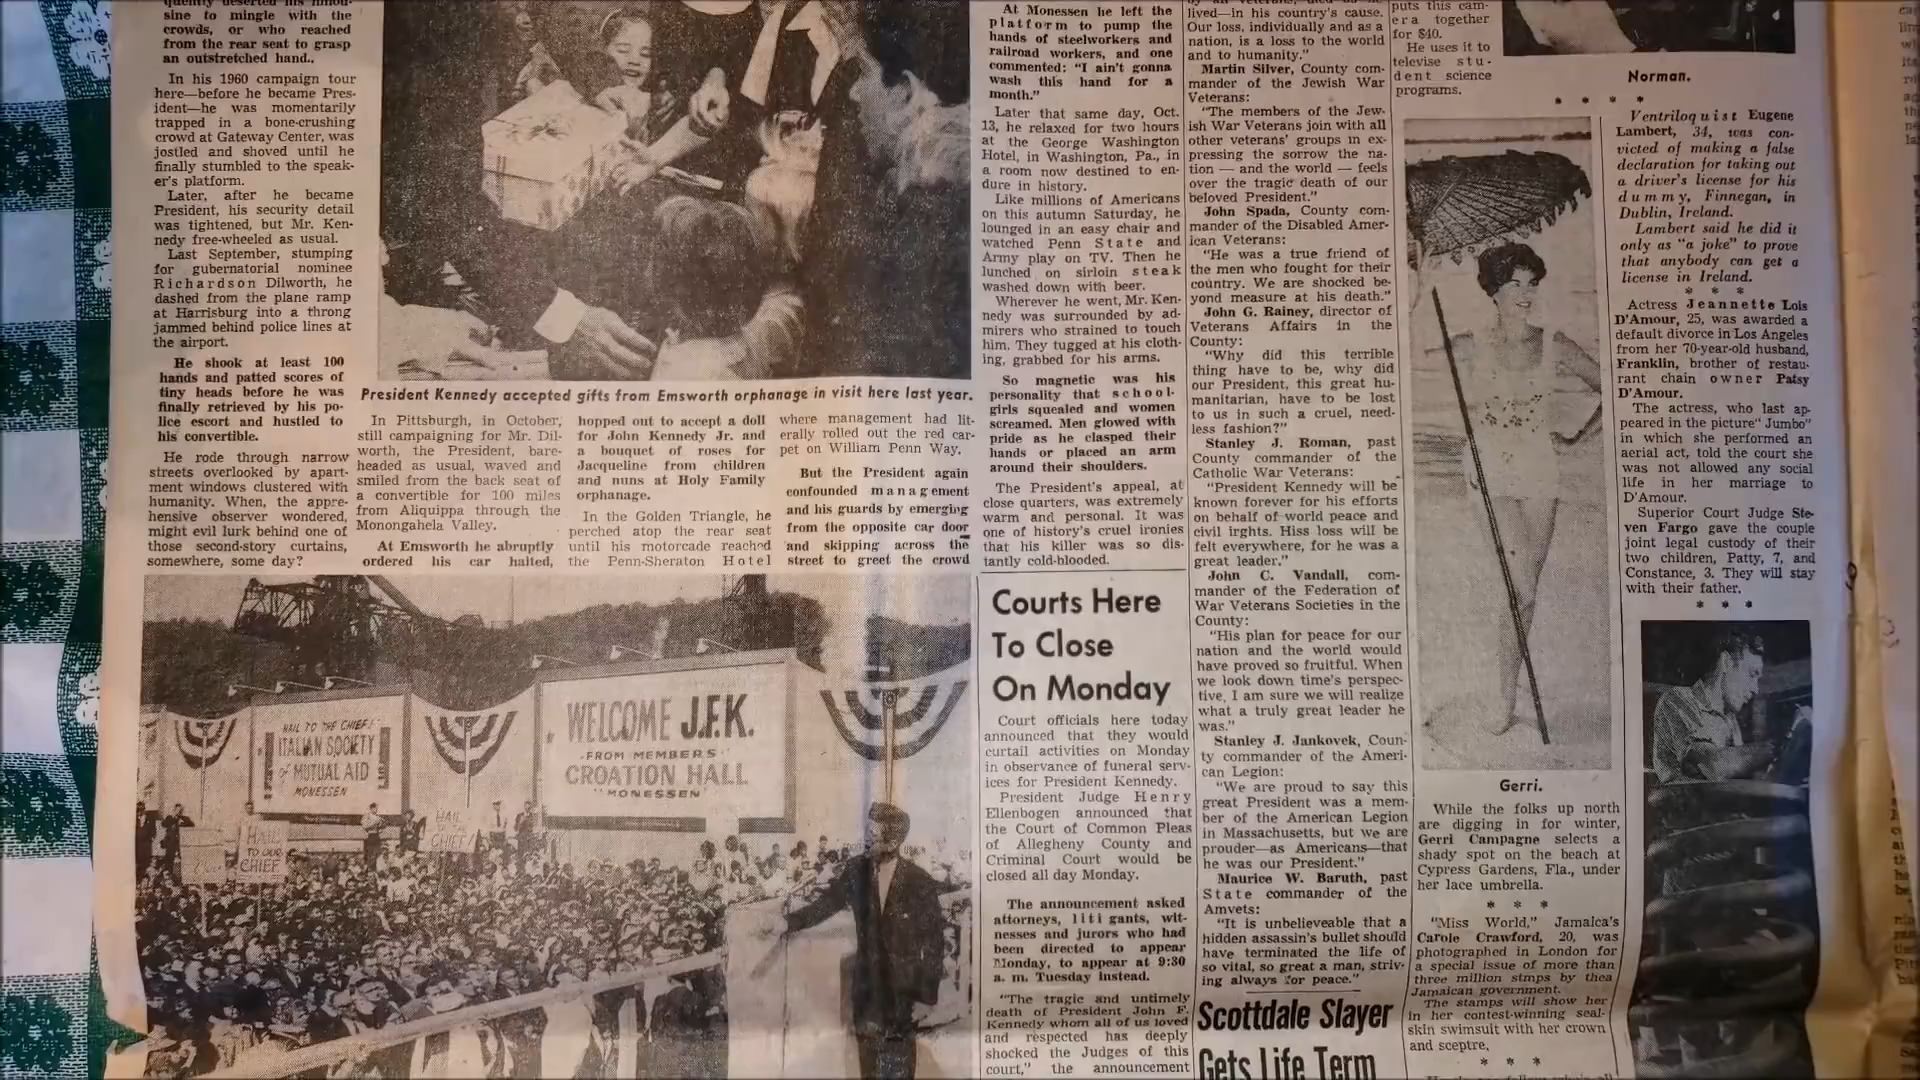 sine to mingle with the
crowds, or who reached
from the rear seat to grasp
an outstretched hand..
In his 1960 campaign tour
here—before he became Pres-
ident—he was momentarily
trapped in a bone-crushing
crowd at Gateway Center, was
jostled and shoved until he
finally stumbled to the speak-
er's platform.
Later, after he became
President, his security detail
was tightened, but Mr. Ken-
nedy free-wheeled as usual.
Last September, stumping
for gubernatorial nominee
Richardson Dilworth, he
dashed from the plane ramp
at Harrisburg into a throng
jammed behind police lines at
the airport.
He shook at least 100
hands and patted scores of
tiny heads before he was
finally retrieved by his po-
lice escort and hustled to
his convertible.
He rode through narrow
streets overlooked by apart-
ment windows clustered with
humanity. When, the appre-
hensive observer wondered,
might evil lurk behind one of
those second-story curtains,
somewhere, some day?
President Kennedy accepted gifts from Emsworth orphanage in visit here last year.
In Pittsburgh, in October,
still campaigning for Mr. Dil-
worth, the President, bare-
headed as usual, waved and
smiled from the back seat of
a convertible for 100 miles
from Aliquippa through the
Monongahela Valley.
At Emsworth he abruptly
ordered his car halted,
hopped out to accept a doll
for John Kennedy Jr. and
a bouquet of roses for
Jacqueline from children
and nuns at Holy Family
orphanage.
In the Golden Triangle, he
perched atop the rear seat
until his motorcade reached
the Penn-Sheraton Hotel
where management had lit-
erally rolled out the red car-
pet on William Penn Way.
But the President again
confounded management
and his guards by emerging
from the opposite car door
and skipping across the
street to greet the crowd
HAIL TO THE CHIEF!
ITALIAN SOCIETY
of MUTUAL AID
MONESSEN
WELCOME J.F.K.
FROM MEMBERS
CROATION HALL
"MONESSEN"
HAIL
TO OUR
CHIEF
HAIL
CHIEF!
At Monessen he left the
platform to pump the
hands of steelworkers and
railroad workers, and one
commented: "I ain't gonna
wash this hand for a
month."
Later that same day, Oct.
13, he relaxed for two hours
at the George Washington
Hotel, in Washington, Pa., in
a room now destined to en-
dure in history.
Like millions of Americans
on this autumn Saturday, he
lounged in an easy chair and
watched Penn State and
Army play on TV. Then he
lunched on sirloin steak
washed down with beer.
Wherever he went, Mr. Ken-
nedy was surrounded by ad-
mirers who strained to touch
him. They tugged at his cloth-
ing, grabbed for his arms.
So magnetic was his
personality that school-
girls squealed and women
screamed. Men glowed with
pride as he clasped their
hands or placed an arm
around their shoulders.
The President's appeal, at
close quarters, was extremely
warm and personal. It was
one of history's cruel ironies
that his killer was so dis-
tantly cold-blooded.
Courts Here
To Close
On Monday
Court officials here today
announced that they would
curtail activities on Monday
in observance of funeral serv-
ices for President Kennedy.
President Judge Henry
Ellenbogen announced that
the Court of Common Pleas
of Allegheny County and
Criminal Court would be
closed all day Monday.
The announcement asked
attorneys, litigants, wit-
nesses and jurors who had
been directed to appear
Monday, to appear at 9:30
a. m. Tuesday instead.
"The tragic and untimely
death of President John F.
Kennedy whom all of us loved
and respected has deeply
shocked the Judges of this
court," the announcement
lived—in his country's cause.
Our loss, individually and as a
nation, is a loss to the world
and to humanity."
Martin Silver, County com-
mander of the Jewish War
Veterans:
"The members of the Jew-
ish War Veterans join with all
other veterans' groups in ex-
pressing the sorrow the na-
tion — and the world — feels
over the tragic death of our
beloved President."
John Spada, County com-
mander of the Disabled Amer-
ican Veterans:
"He was a true friend of
the men who fought for their
country. We are shocked be-
yond measure at his death."
John G. Rainey, director of
Veterans Affairs in the
County:
"Why did this terrible
thing have to be, why did
our President, this great hu-
manitarian, have to be lost
to us in such a cruel, need-
less fashion?"
Stanley J. Roman, past
County commander of the
Catholic War Veterans:
"President Kennedy will be
known forever for his efforts
on behalf of world peace and
civil irghts. Hiss loss will be
felt everywhere, for he was a
great leader."
John C. Vandall, com-
mander of the Federation of
War Veterans Societies in the
County:
"His plan for peace for our
nation and the world would
have proved so fruitful. When
we look down time's perspec-
tive, I am sure we will realize
what a truly great leader he
was."
Stanley J. Jankovek, Coun-
ty commander of the Ameri-
can Legion:
"We are proud to say this
great President was a mem-
ber of the American Legion
in Massachusetts, but we are
prouder—as Americans—that
he was our President."
Maurice W. Baruth, past
State commander of the
Amvets:
"It is unbelieveable that a
hidden assassin's bullet should
have terminated the life of
so vital, so great a man, striv-
ing always for peace."
Scottdale Slayer
Gets Life Term
puts this cam-
era together
for $40.
He uses it to
televise stu-
dent science
programs.
Gerri.
While the folks up north
are digging in for winter,
Gerri Campagne selects a
shady spot on the beach at
Cypress Gardens, Fla., under
her lace umbrella.
* * *
"Miss World," Jamaica's
Carole Crawford, 20, was
photographed in London for
a special issue of more than
three million stmps by thea
Jamaican government.
The stamps will show her
in her contest-winning seal-
skin swimsuit with her crown
and sceptre.
* * *
Norman.
* * * *
Ventriloquist Eugene
Lambert, 34, was con-
victed of making a false
declaration for taking out
a driver's license for his
dummy, Finnegan, in
Dublin, Ireland.
Lambert said he did it
only as "a joke" to prove
that anybody can get a
license in Ireland.
* * *
Actress Jeannette Lois
D'Amour, 25, was awarded a
default divorce in Los Angeles
from her 70-year-old husband,
Franklin, brother of restau-
rant chain owner Patsy
D'Amour.
The actress, who last ap-
peared in the picture "Jumbo"
in which she performed an
aerial act, told the court she
was not allowed any social
life in her marriage to
D'Amour.
Superior Court Judge Ste-
ven Fargo gave the couple
joint legal custody of their
two children, Patty, 7, and
Constance, 3. They will stay
with their father.
* * *